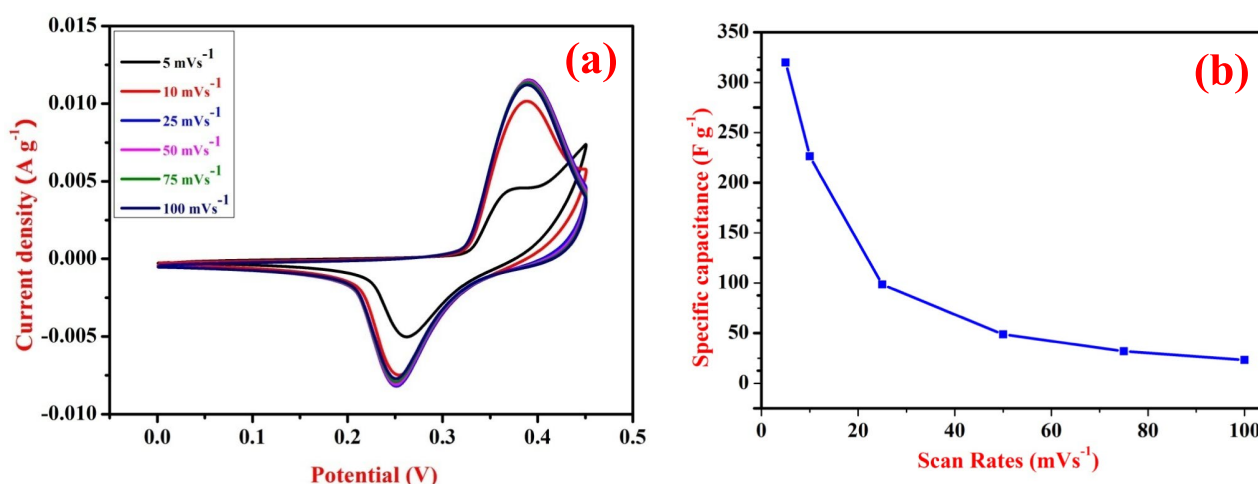 (a)
0.015
0.010
0.005
0.000
-0.005
-0.010
Current density (A g⁻¹)
5 mVs⁻¹
10 mVs⁻¹
25 mVs⁻¹
50 mVs⁻¹
75 mVs⁻¹
100 mVs⁻¹
0.0 0.1 0.2 0.3 0.4 0.5
Potential (V)
(b)
350
300
250
200
150
100
50
0
Specific capacitance (F g⁻¹)
0 20 40 60 80 100
Scan Rates (mVs⁻¹)